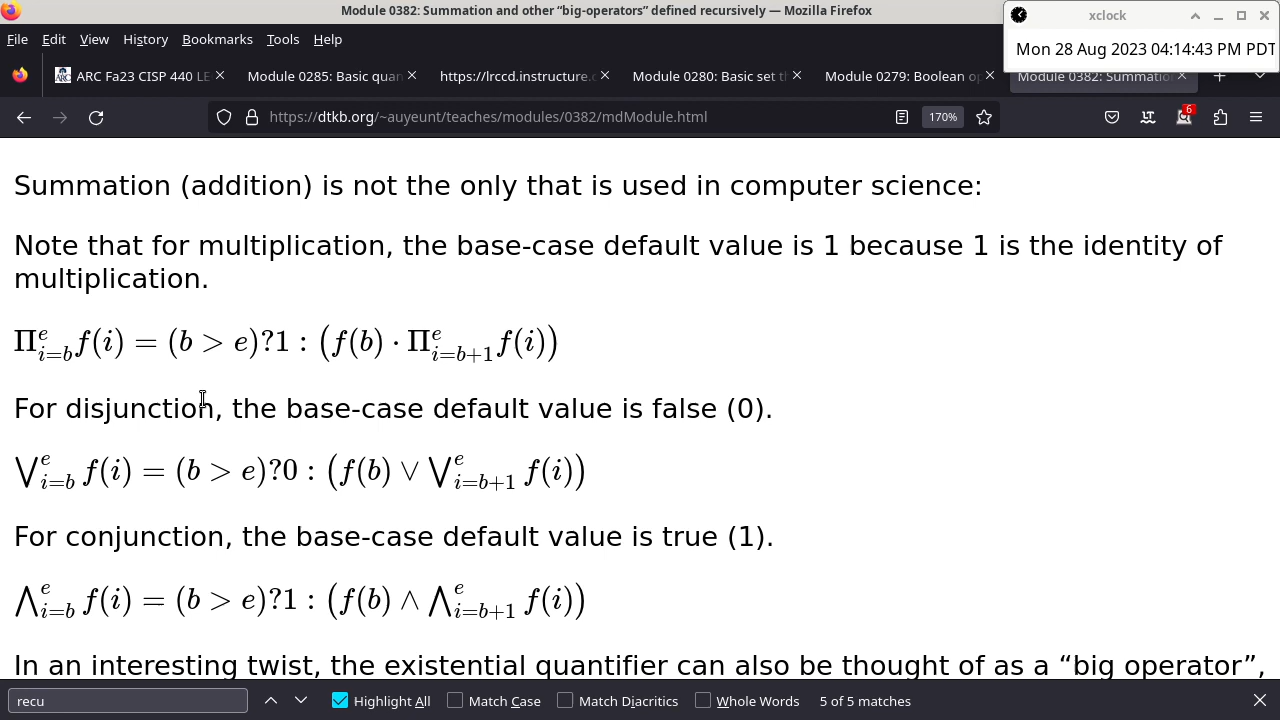 Module 0382: Summation and other “big-operators” defined recursively — Mozilla Firefox
xclock
Mon 28 Aug 2023 04:14:43 PM PDT
File Edit View History Bookmarks Tools Help
ARC Fa23 CISP 440 LE
Module 0285: Basic quan
https://lrccd.instructure.c
Module 0280: Basic set t
Module 0279: Boolean o
Module 0382: Summatio
https://dtkb.org/~auyeunt/teaches/modules/0382/mdModule.html
170%
6
Summation (addition) is not the only that is used in computer science:
Note that for multiplication, the base-case default value is 1 because 1 is the identity of
multiplication.
Π_{i=b}^{e} f(i) = (b > e)?1 : (f(b) · Π_{i=b+1}^{e} f(i))
For disjunction, the base-case default value is false (0).
⋁_{i=b}^{e} f(i) = (b > e)?0 : (f(b) ∨ ⋁_{i=b+1}^{e} f(i))
For conjunction, the base-case default value is true (1).
⋀_{i=b}^{e} f(i) = (b > e)?1 : (f(b) ∧ ⋀_{i=b+1}^{e} f(i))
In an interesting twist, the existential quantifier can also be thought of as a “big operator”,
recu
Highlight All
Match Case
Match Diacritics
Whole Words
5 of 5 matches